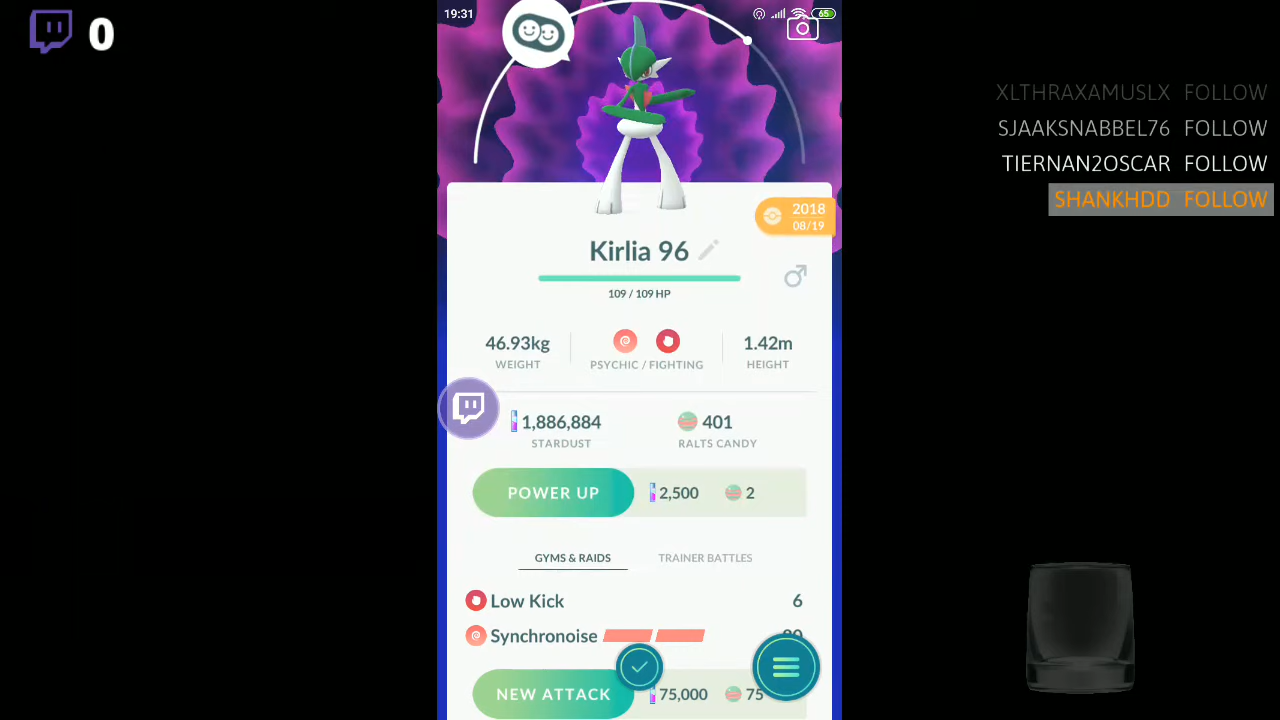 0
19:31
65
XLTHRAXAMUSLX FOLLOW
SJAAKSNABBEL76 FOLLOW
TIERNAN2OSCAR FOLLOW
SHANKHDD FOLLOW
2018
08/19
Kirlia 96
109 / 109 HP
46.93kg
WEIGHT
PSYCHIC / FIGHTING
1.42m
HEIGHT
1,886,884
STARDUST
401
RALTS CANDY
POWER UP 2,500 2
GYMS & RAIDS TRAINER BATTLES
Low Kick 6
Synchronoise
NEW ATTACK 75,000 75